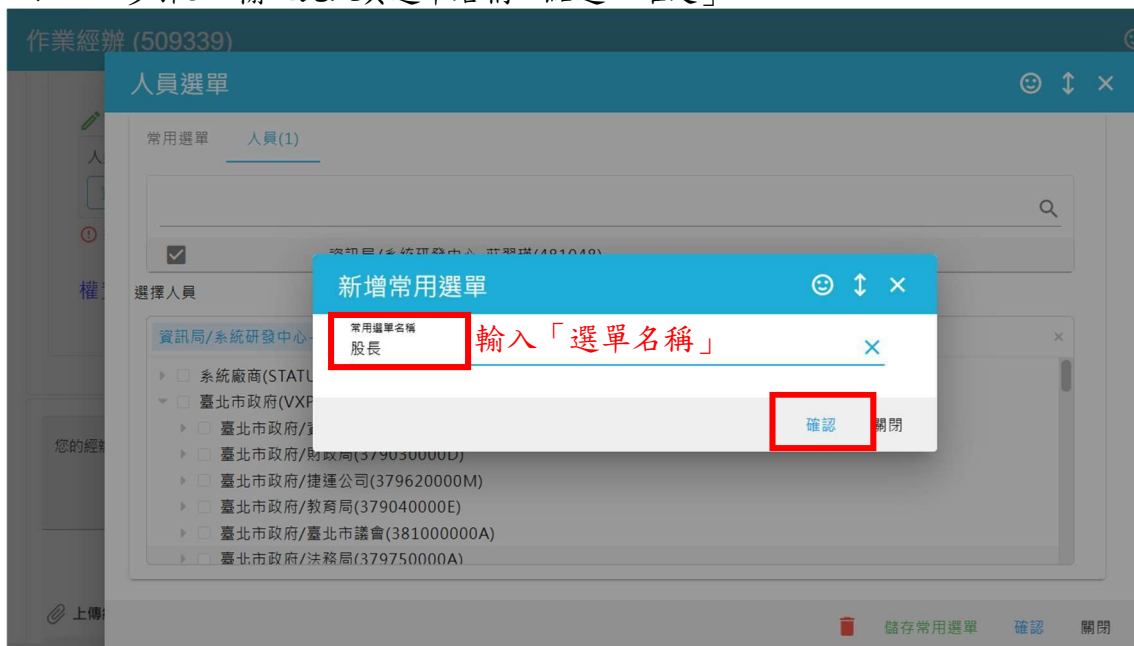 作業經辦 (509339)
人員選單
常用選單 人員(1)
新增常用選單
選擇人員
常用選單名稱
股長
輸入「選單名稱」
資訊局/系統研發中心
系統廠商(STATU
臺北市政府(VXP
確認 關閉
臺北市政府/
您的經辦
臺北市政府/財政局(379030000D)
臺北市政府/捷運公司(379620000M)
臺北市政府/教育局(379040000E)
臺北市政府/臺北市議會(381000000A)
臺北市政府/法務局(379750000A)
上傳
儲存常用選單 確認 關閉